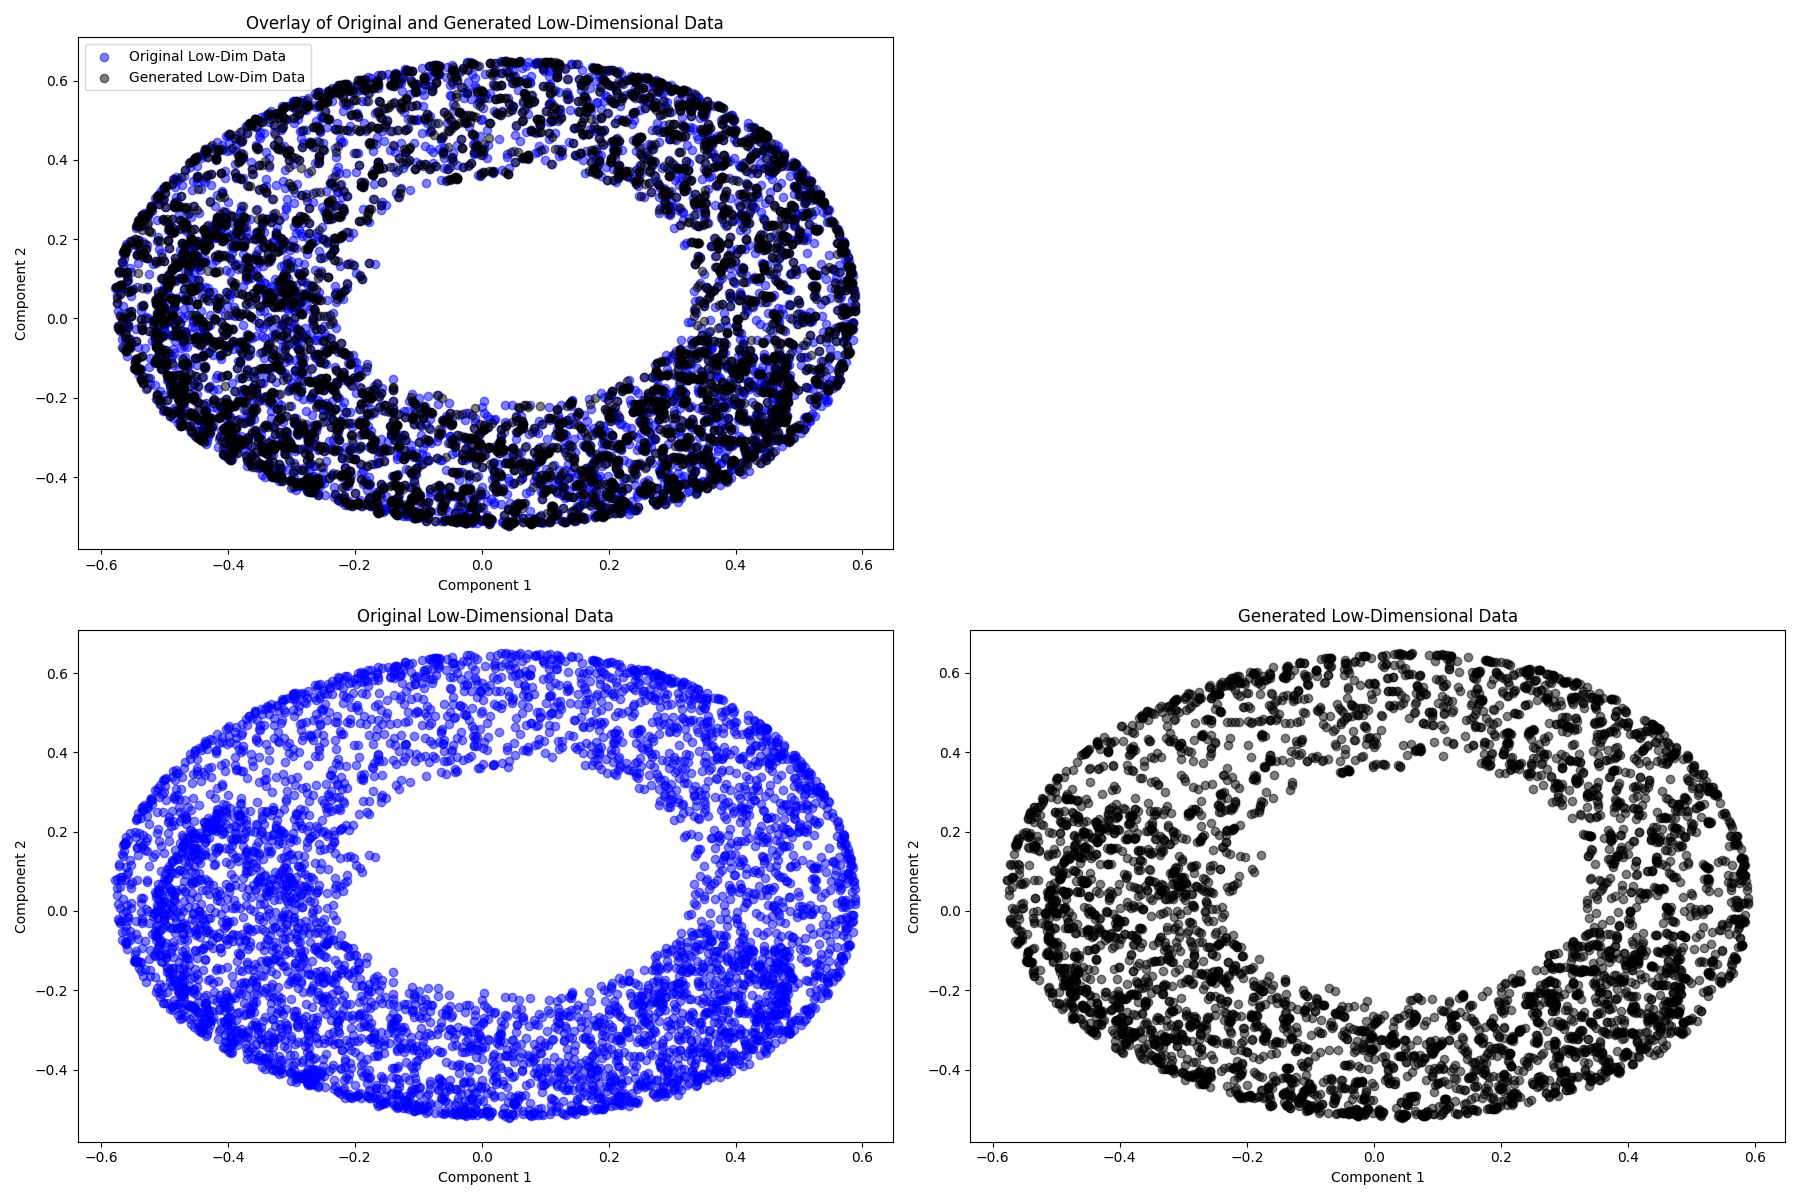 Overlay of Original and Generated Low-Dimensional Data
Original Low-Dim Data
Generated Low-Dim Data
0.6
0.4
0.2
0.0
−0.2
−0.4
Component 2
−0.6 −0.4 −0.2 0.0 0.2 0.4 0.6
Component 1
Original Low-Dimensional Data
0.6
0.4
0.2
0.0
−0.2
−0.4
Component 2
−0.6 −0.4 −0.2 0.0 0.2 0.4 0.6
Component 1
Generated Low-Dimensional Data
0.6
0.4
0.2
0.0
−0.2
−0.4
Component 2
−0.6 −0.4 −0.2 0.0 0.2 0.4 0.6
Component 1